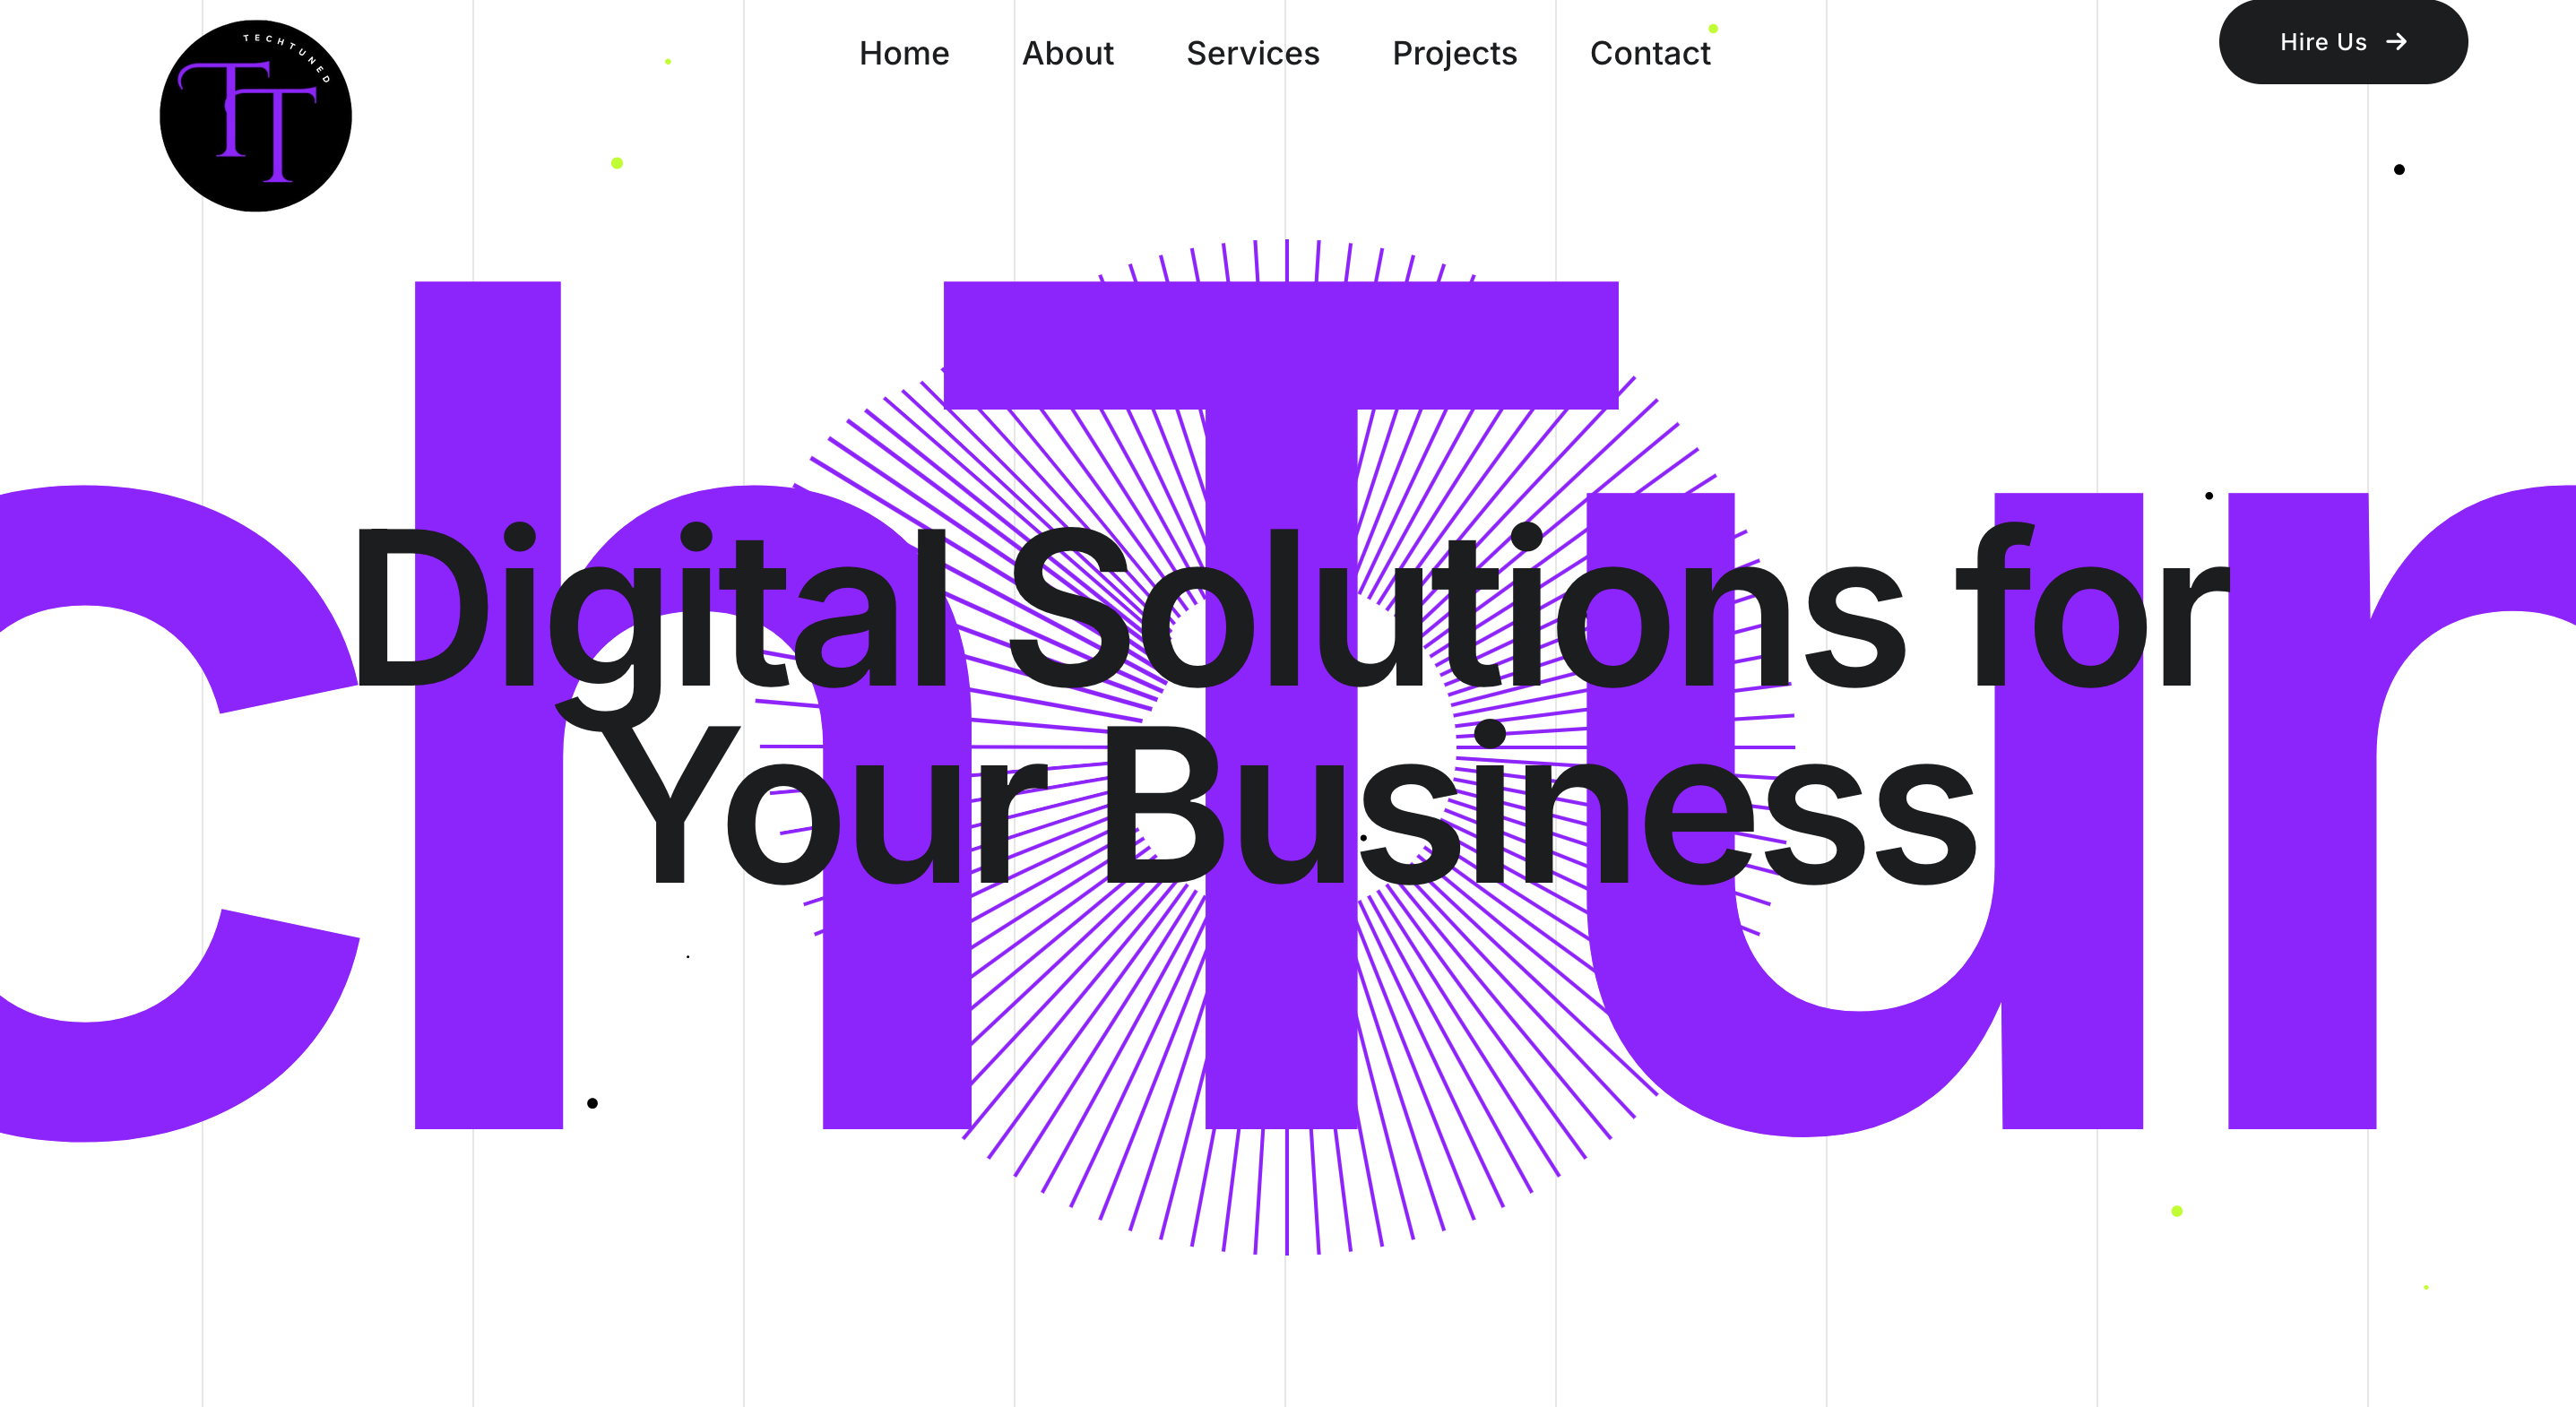 TECHTUNED
TT
Home About Services Projects Contact
Hire Us
chTun
Digital Solutions for
Your Business